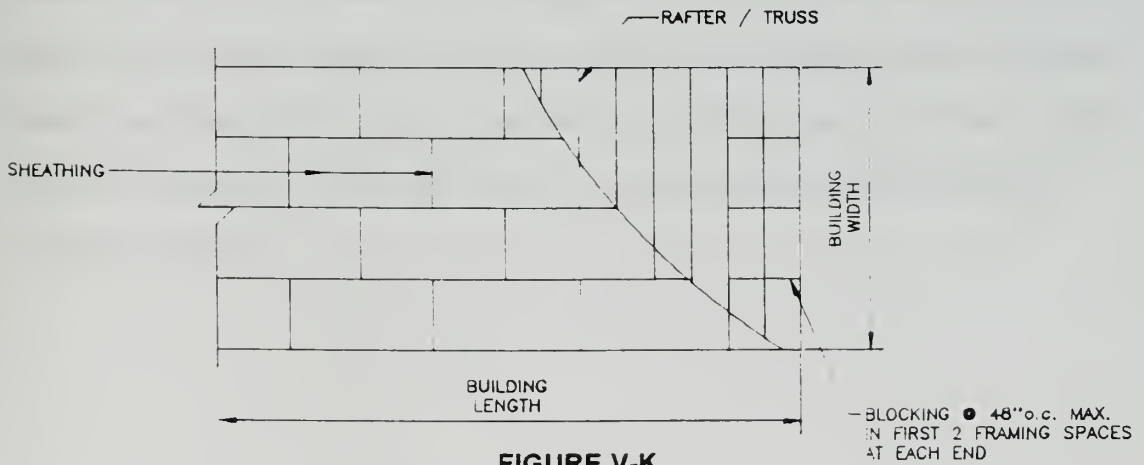 RAFTER / TRUSS
SHEATHING
BUILDING
WIDTH
BUILDING
LENGTH
BLOCKING @ 48" o.c. MAX.
IN FIRST 2 FRAMING SPACES
AT EACH END
FIGURE V-K